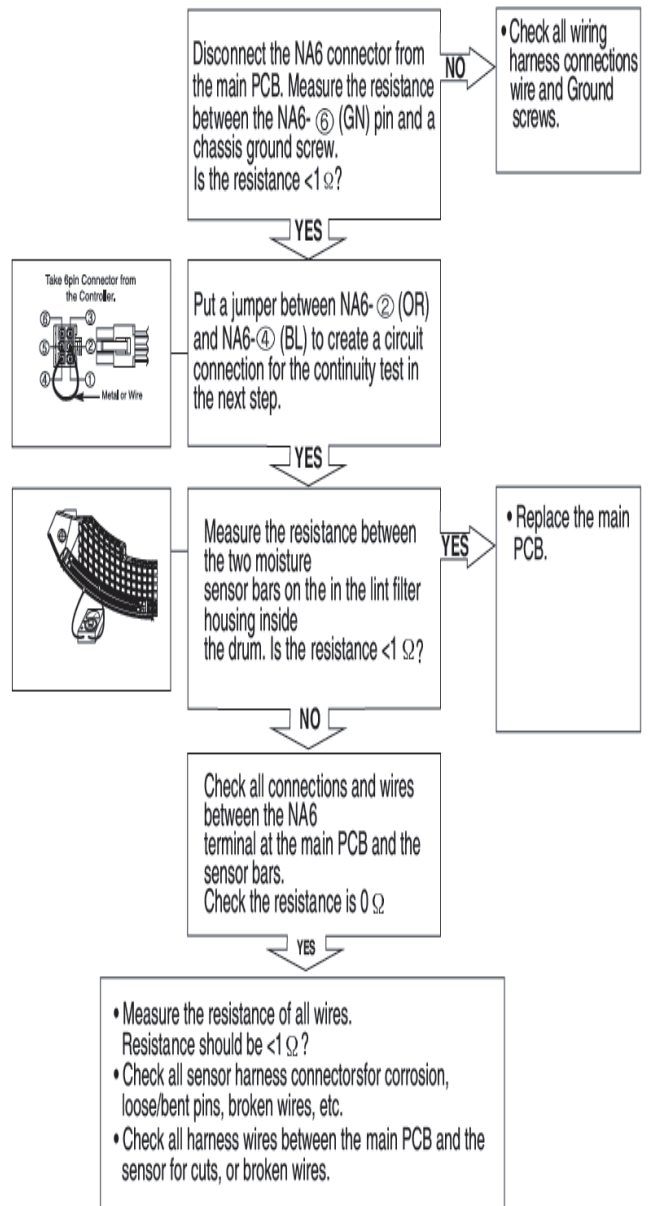 Disconnect the NA6 connector from
the main PCB. Measure the resistance
between the NA6- ⑥ (GN) pin and a
chassis ground screw.
Is the resistance <1 Ω?
NO
• Check all wiring
harness connections
wire and Ground
screws.
YES
Take 6pin Connector from
the Controller.
⑥
③
⑤
②
④
①
Metal or Wire
Put a jumper between NA6- ② (OR)
and NA6-④ (BL) to create a circuit
connection for the continuity test in
the next step.
YES
Measure the resistance between
the two moisture
sensor bars on the in the lint filter
housing inside
the drum. Is the resistance <1 Ω?
YES
• Replace the main
PCB.
NO
Check all connections and wires
between the NA6
terminal at the main PCB and the
sensor bars.
Check the resistance is 0 Ω
YES
• Measure the resistance of all wires.
Resistance should be <1 Ω?
• Check all sensor harness connectorsfor corrosion,
loose/bent pins, broken wires, etc.
• Check all harness wires between the main PCB and the
sensor for cuts, or broken wires.